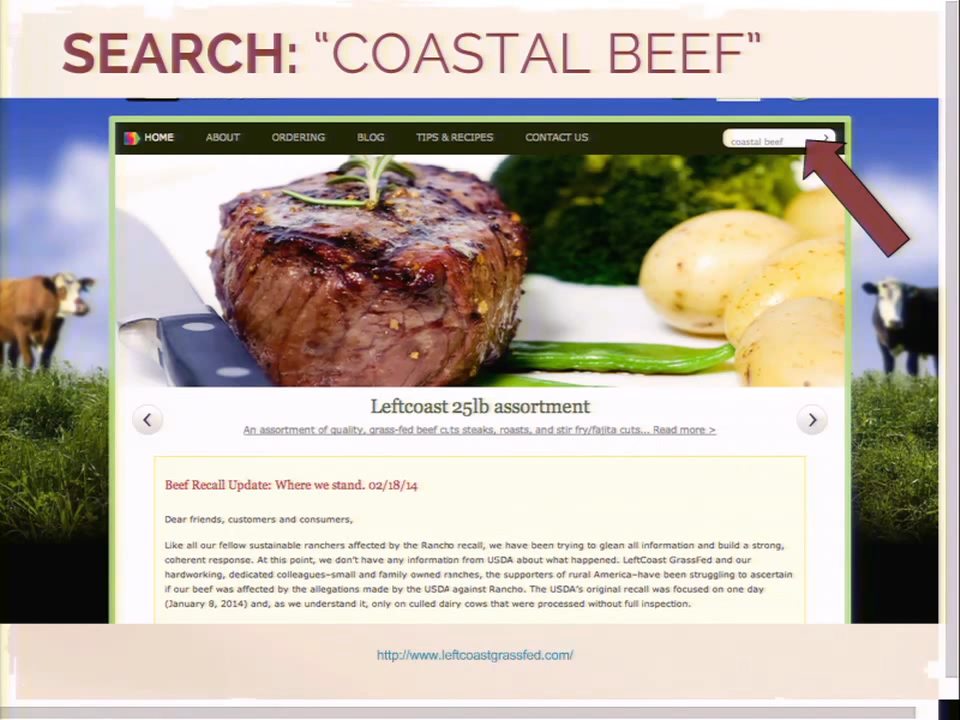 SEARCH: “COASTAL BEEF”
HOME ABOUT ORDERING BLOG TIPS & RECIPES CONTACT US coastal beef
Leftcoast 25lb assortment
An assortment of quality, grass-fed beef cuts steaks, roasts, and stir fry/fajita cuts... Read more >
Beef Recall Update: Where we stand. 02/18/14
Dear friends, customers and consumers,
Like all our fellow sustainable ranchers affected by the Rancho recall, we have been trying to glean all information and build a strong,
coherent response. At this point, we don’t have any information from USDA about what happened. LeftCoast GrassFed and our
hardworking, dedicated colleagues–small and family owned ranches, the supporters of rural America–have been struggling to ascertain
if our beef was affected by the allegations made by the USDA against Rancho. The USDA’s original recall was focused on one day
(January 8, 2014) and, as we understand it, only on culled dairy cows that were processed without full inspection.
http://www.leftcoastgrassfed.com/